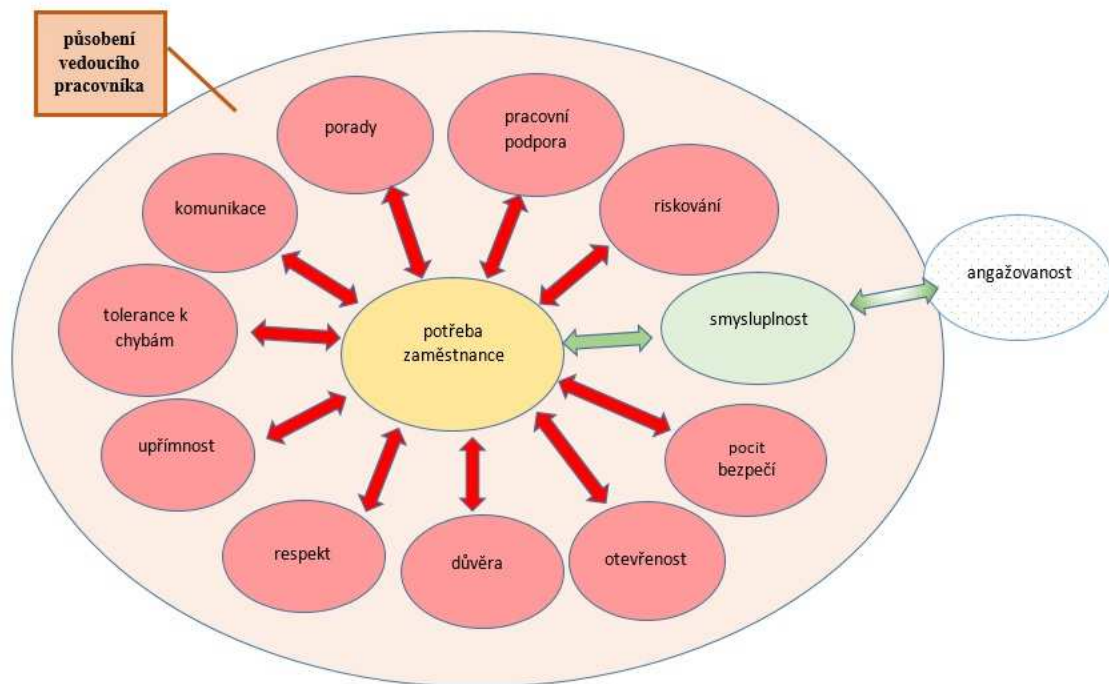 působení
vedoucího
pracovníka
porady
pracovní
podpora
komunikace
riskování
angažovanost
tolerance k
chybám
potřeba
zaměstnance
smysluplnost
upřímnost
pocit
bezpečí
respekt
důvěra
otevřenost